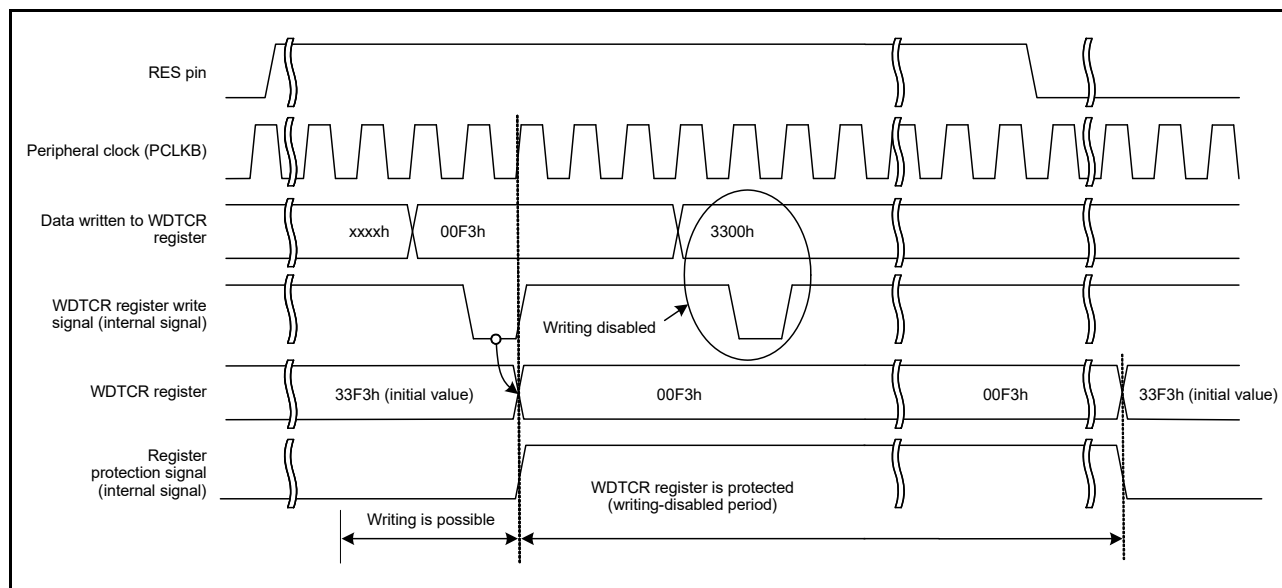 RES pin
Peripheral clock (PCLKB)
Data written to WDTCR
register
xxxxh
00F3h
3300h
WDTCR register write
signal (internal signal)
Writing disabled
WDTCR register
33F3h (initial value)
00F3h
00F3h
33F3h (initial value)
Register
protection signal
(internal signal)
WDTCR register is protected
(writing-disabled period)
Writing is possible